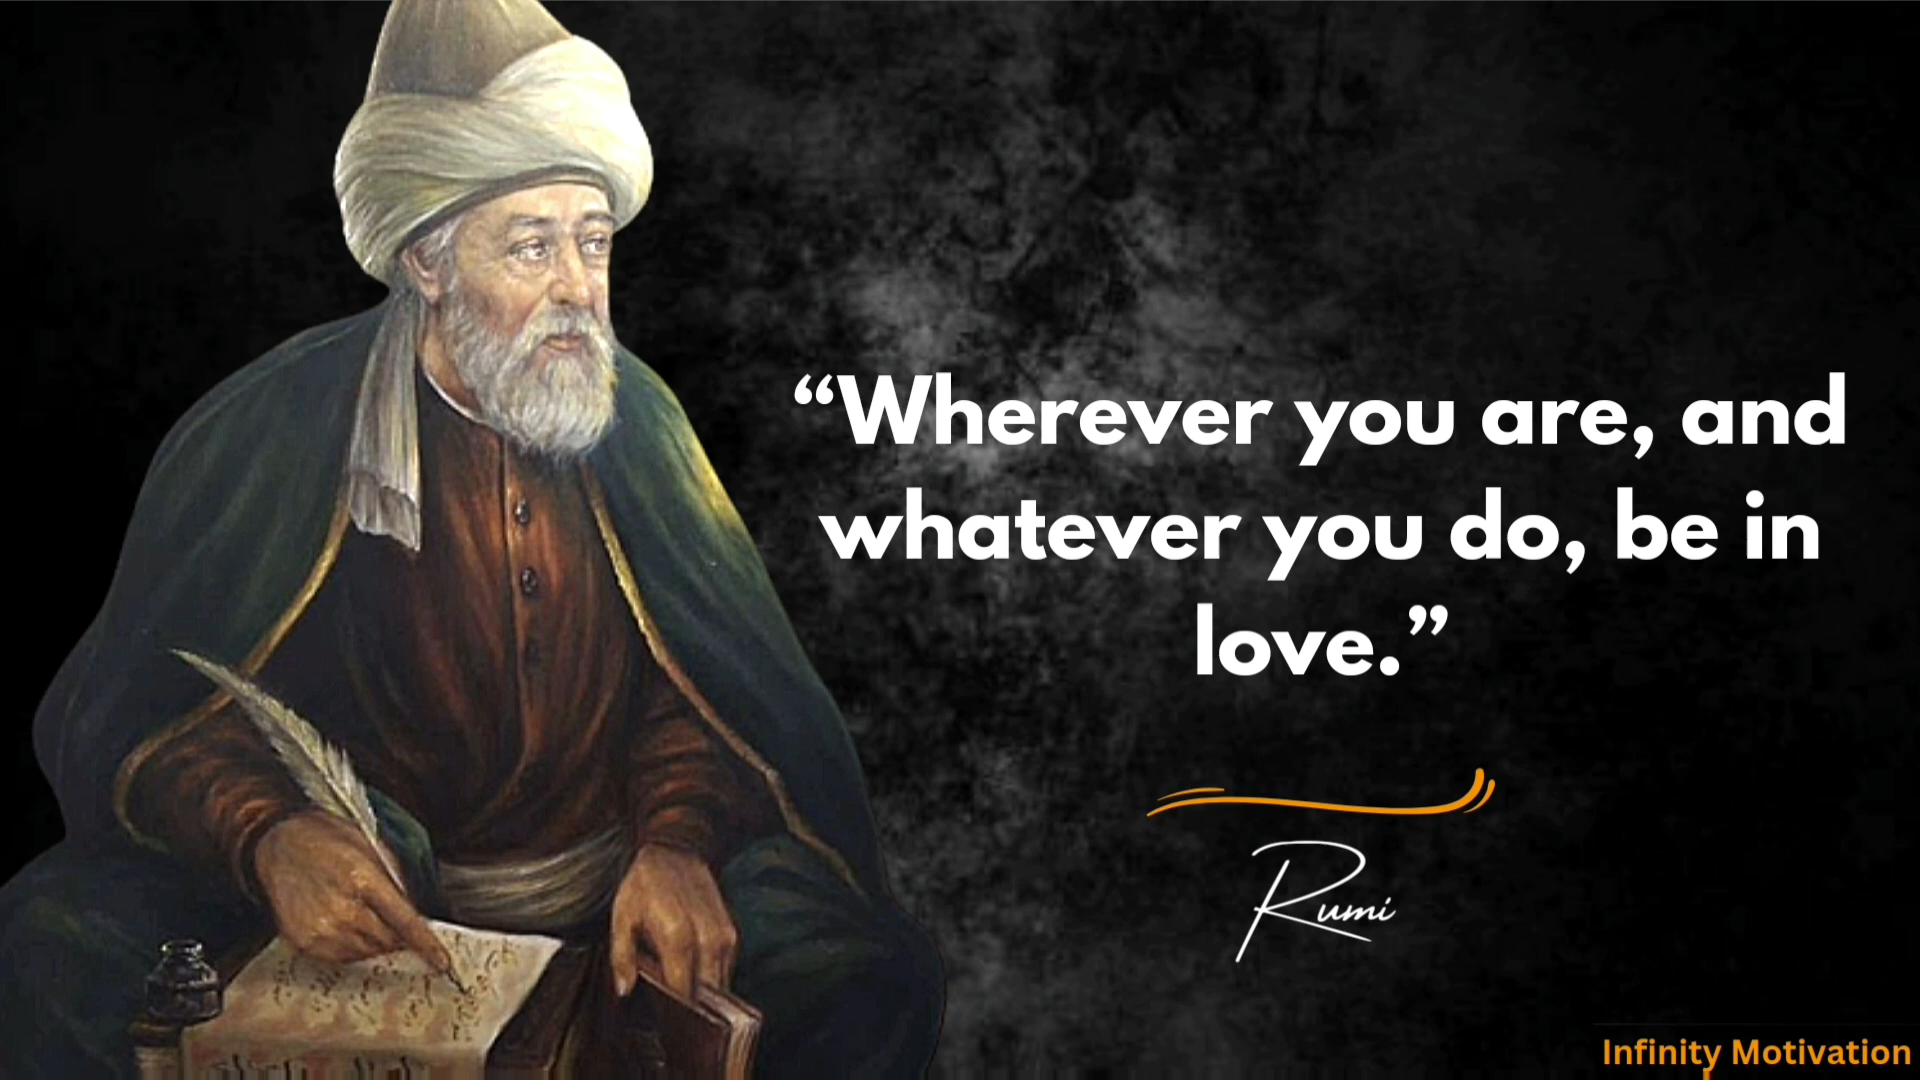 “Wherever you are, and
whatever you do, be in
love.”
Rumi
Infinity Motivation